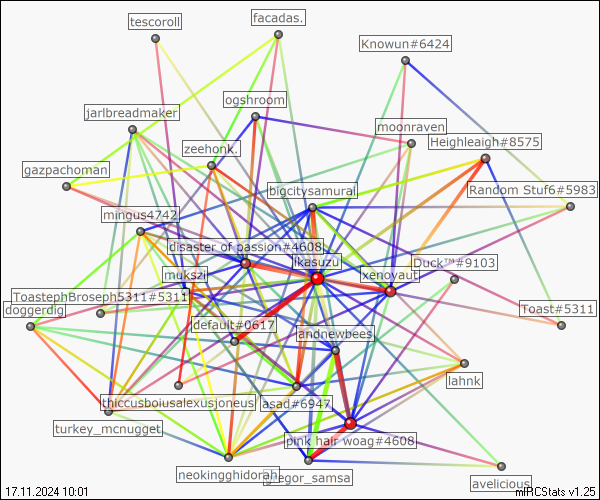 tescoroll
facadas.
Knowun#6424
ogshroom
jarlbreadmaker
moonraven
Heighleigh#8575
zeehonk.
gazpachoman
bigcitysamurai
Random Stuf6#5983
mingus4742
disaster of passion#4608
ikasuzu
Duck™#9103
mukszi
xenoyaut
ToastephBroseph5311#5311
doggerdig
Toast#5311
default#0617
andnewbees
lahnk
thiccusboiusalexusjoneus
asad#6947
turkey_mcnugget
pink hair woag#4608
neokingghidorah
gregor_samsa
avelicious
17.11.2024 10:01
mIRCStats v1.25